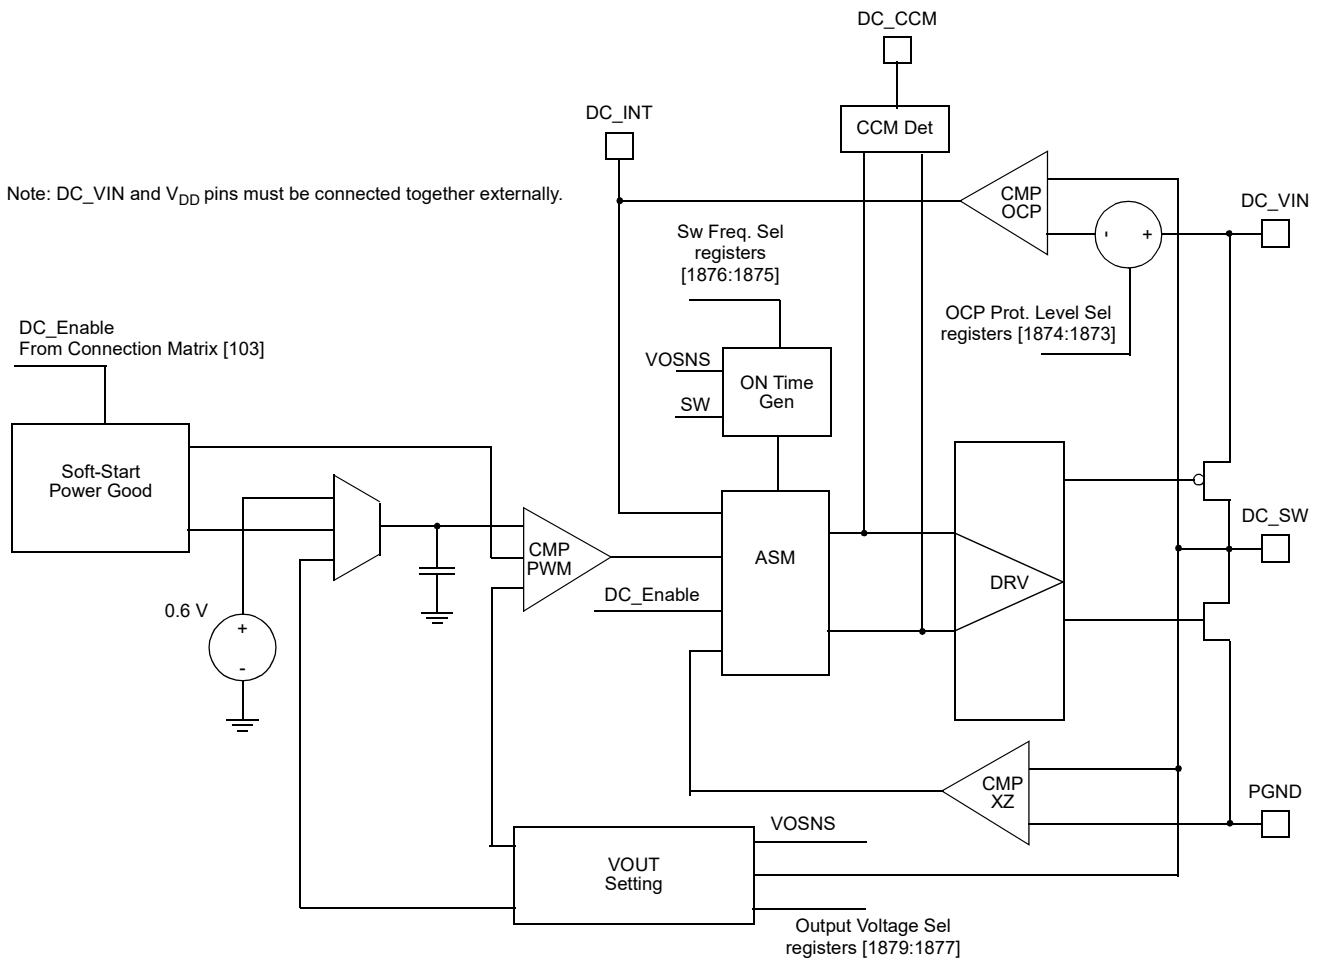 DC_CCM
DC_INT
CCM Det
Note: DC_VIN and VDD pins must be connected together externally.
CMP
OCP
DC_VIN
- +
Sw Freq. Sel
registers
[1876:1875]
OCP Prot. Level Sel
registers [1874:1873]
DC_Enable
From Connection Matrix [103]
VOSNS
SW
ON Time
Gen
Soft-Start
Power Good
DC_SW
CMP
PWM
ASM
DRV
DC_Enable
0.6 V
+
-
CMP
XZ
PGND
VOSNS
VOUT
Setting
Output Voltage Sel
registers [1879:1877]